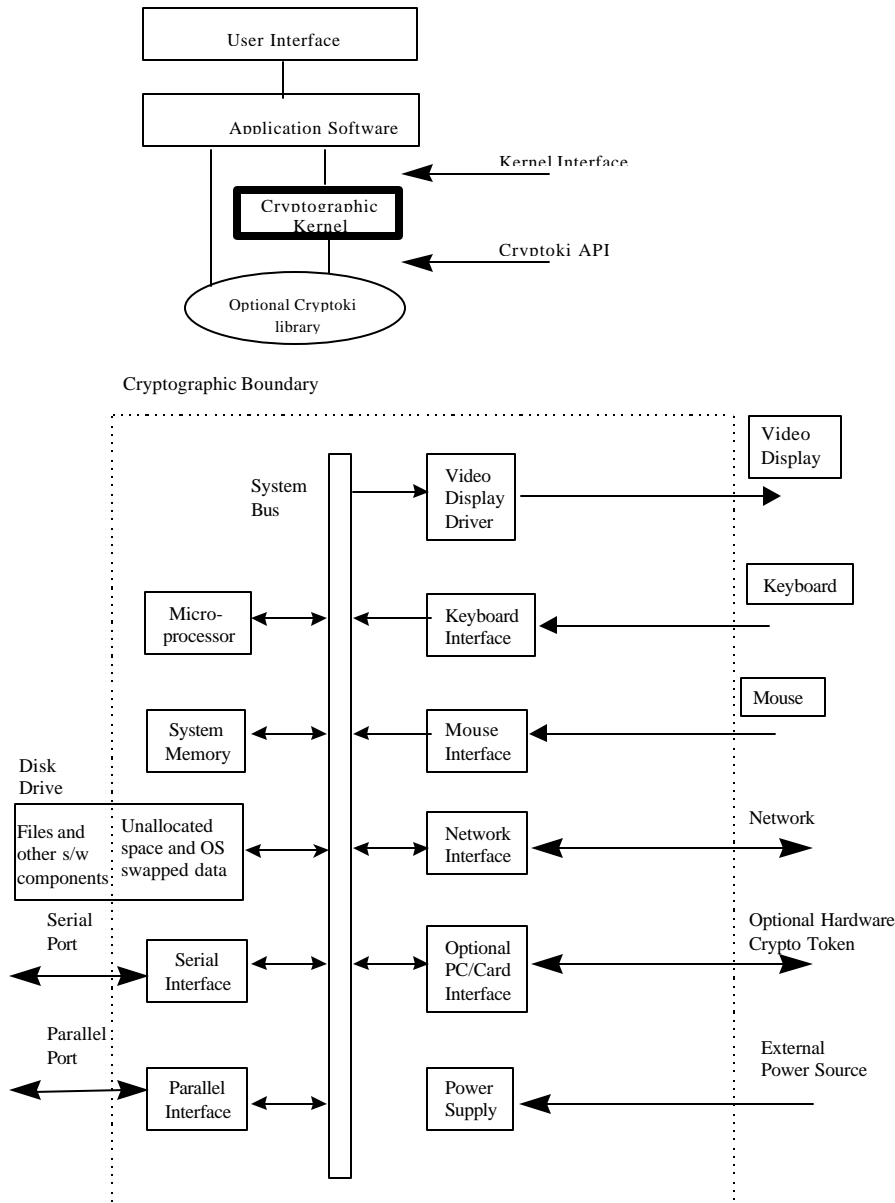 User Interface
Application Software
Kernel Interface
Cryptographic
Kernel
Cryptoki API
Optional Cryptoki
library
Cryptographic Boundary
Video
Display
System
Bus
Video
Display
Driver
Keyboard
Micro-
processor
Keyboard
Interface
Mouse
System
Memory
Mouse
Interface
Disk
Drive
Files and
other s/w
components
Unallocated
space and OS
swapped data
Network
Interface
Network
Serial
Port
Serial
Interface
Optional
PC/Card
Interface
Optional Hardware
Crypto Token
Parallel
Port
Parallel
Interface
Power
Supply
External
Power Source